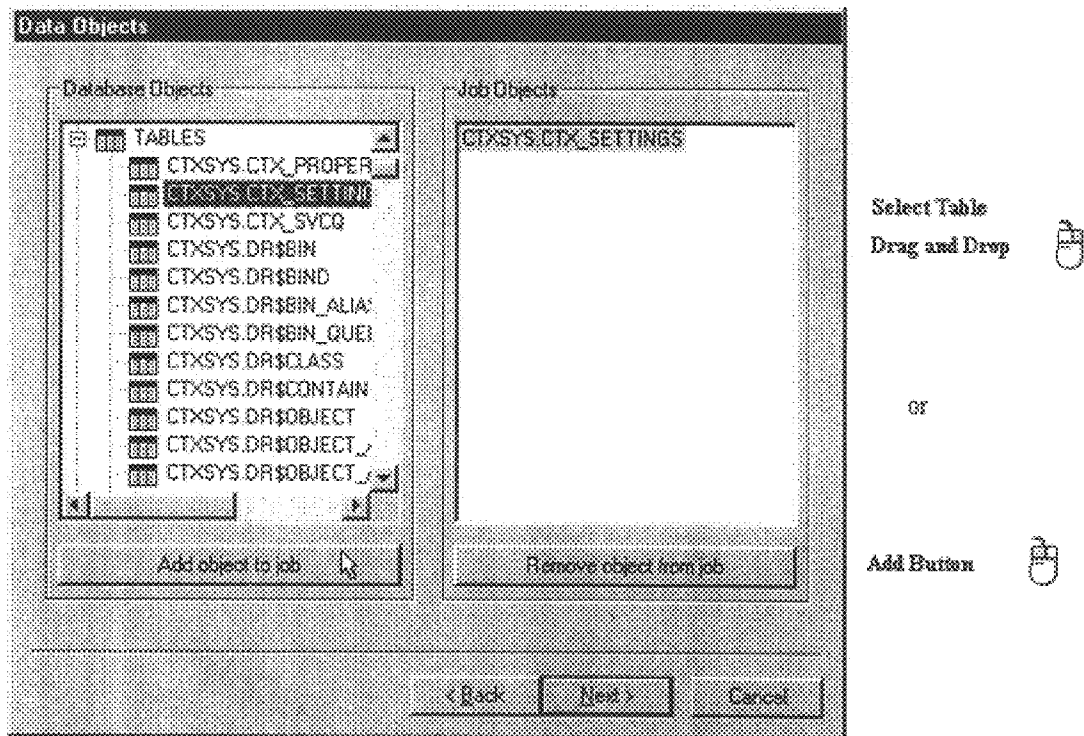 Data Objects
Database Objects
TABLES
CTXSYS.CTX_PROPER
CTXSYS.CTX_SETTING
CTXSYS.CTX_SVCQ
CTXSYS.DR$BIN
CTXSYS.DR$BIND
CTXSYS.DR$BIN_ALIA
CTXSYS.DR$BIN_QUE
CTXSYS.DR$CLASS
CTXSYS.DR$CONTAIN
CTXSYS.DR$OBJECT
CTXSYS.DR$OBJECT_
CTXSYS.DR$OBJECT_
Add object to job
Job Objects
CTXSYS.CTX_SETTINGS
Remove object from job
< Back
Next >
Cancel
Select Table
Drag and Drop
or
Add Button